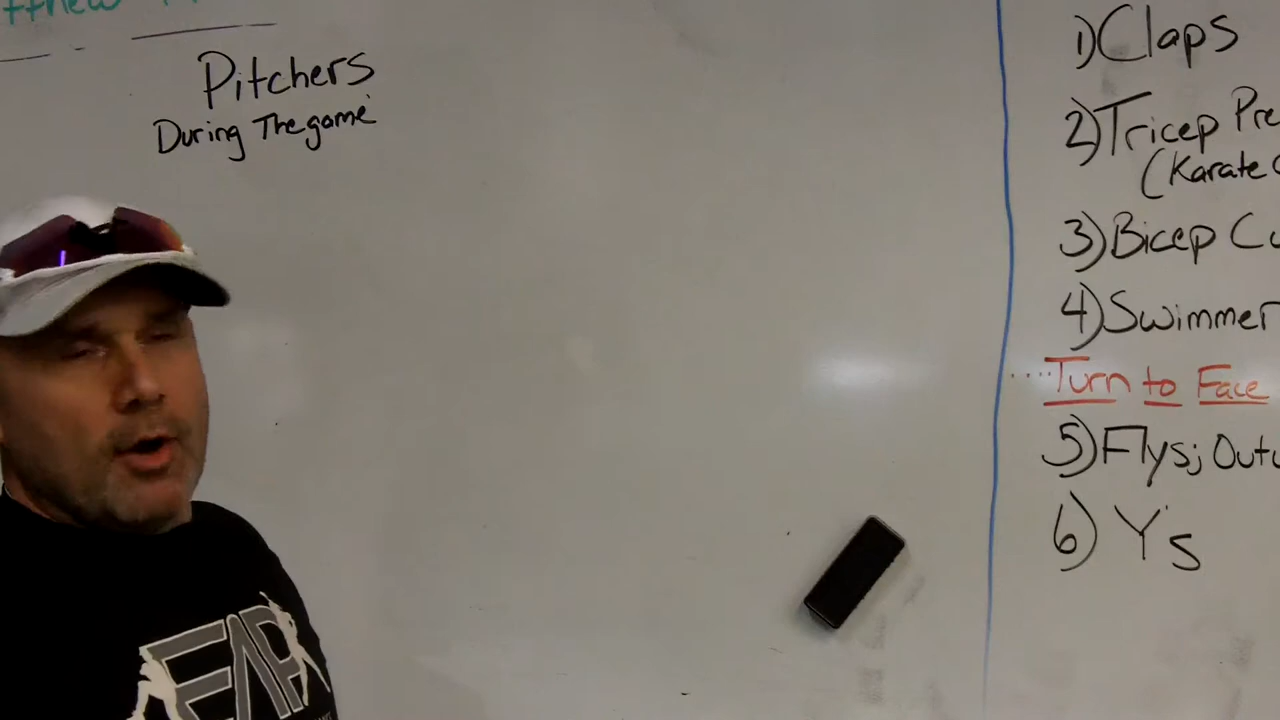 Pitchers
During The game
1) Claps
2) Tricep
(Karate
3) Bicep
4) Swimmer
....Turn to Face
5) Flys;
6) Y's
EAP